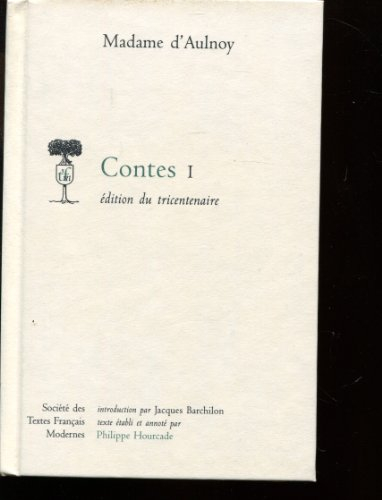 Madame d'Aulnoy
Contes I
édition du tricentenaire
Société des
Textes Français
Modernes
introduction par Jacques Barchilon
texte établi et annoté par
Philippe Hourcade